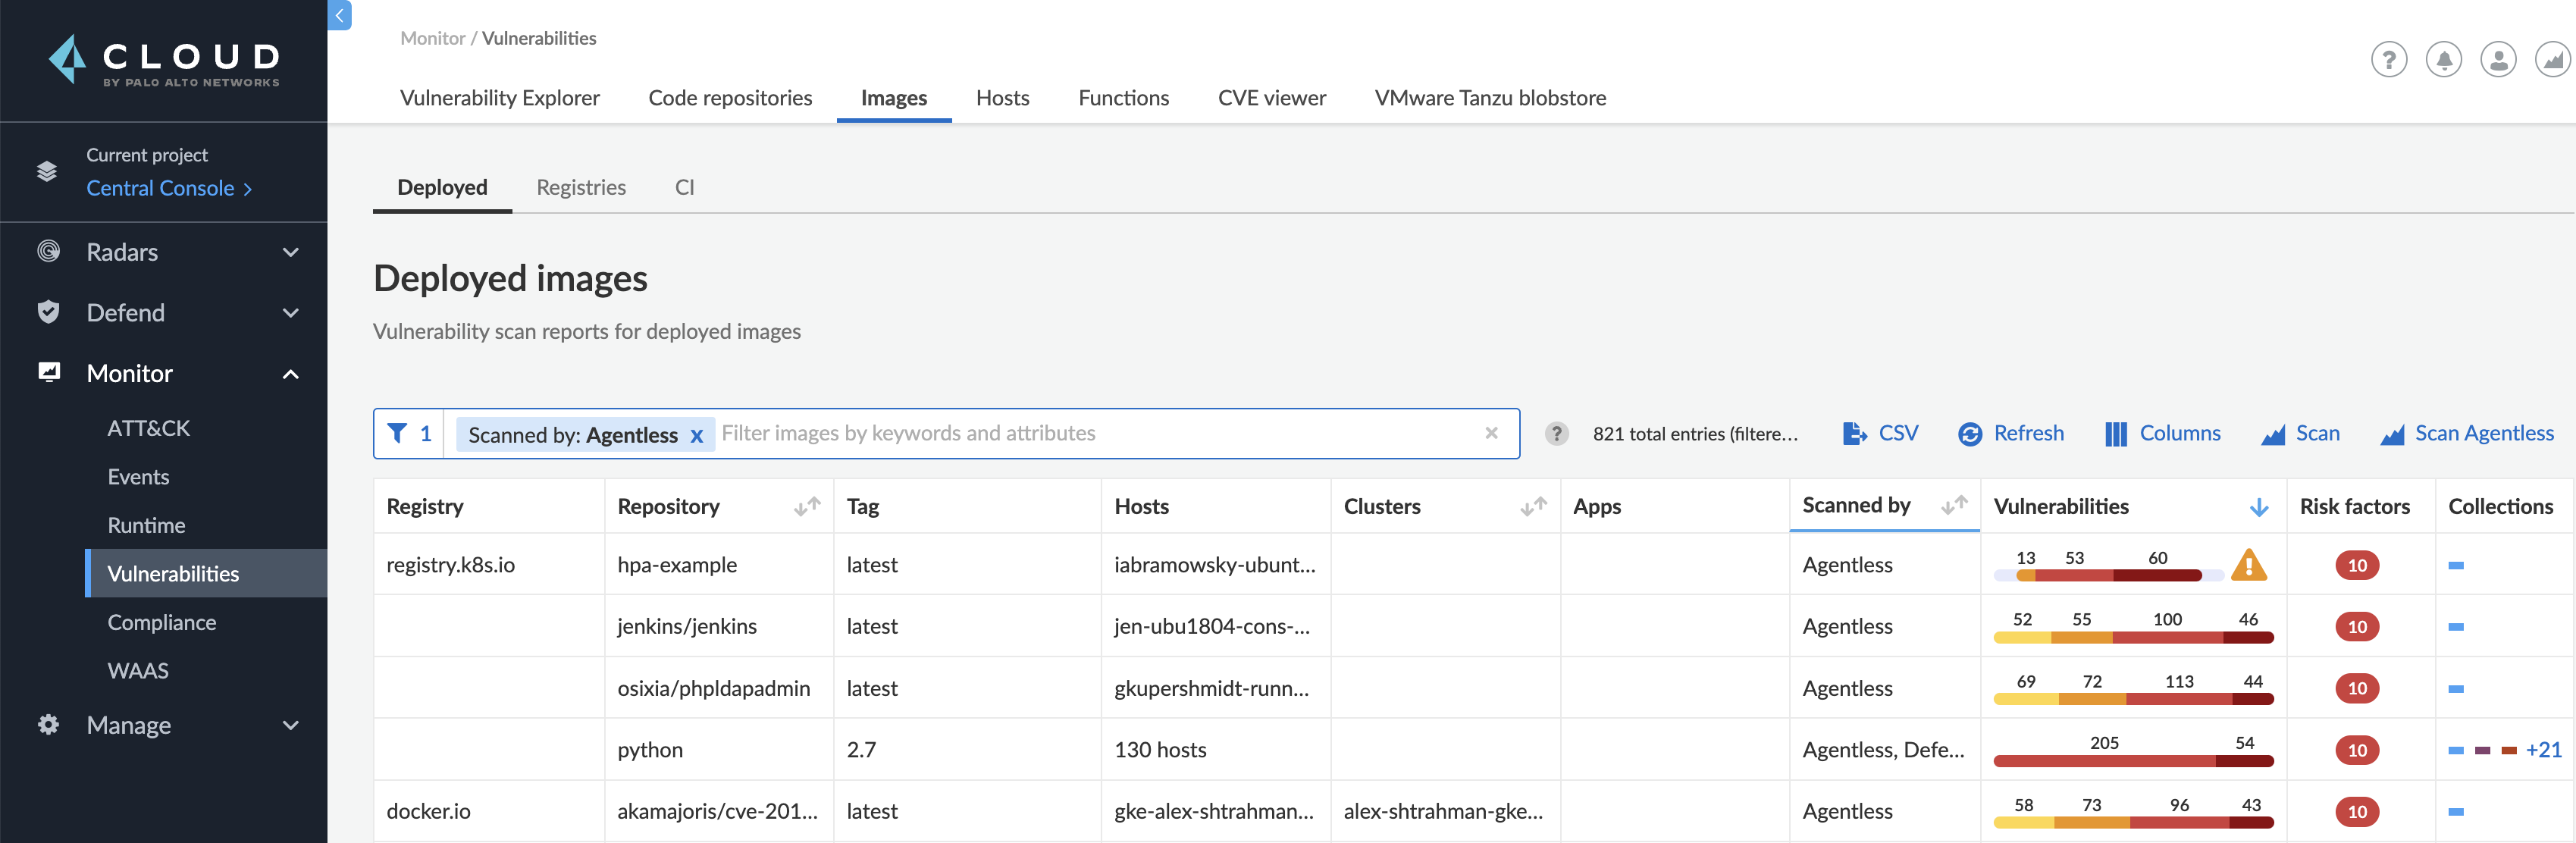 CLOUD
BY PALO ALTO NETWORKS
Current project
Central Console
Radars
Defend
Monitor
ATT&CK
Events
Runtime
Vulnerabilities
Compliance
WAAS
Manage
Monitor / Vulnerabilities
Vulnerability Explorer Code repositories Images Hosts Functions CVE viewer VMware Tanzu blobstore
Deployed Registries CI
Deployed images
Vulnerability scan reports for deployed images
1 Scanned by: Agentless x Filter images by keywords and attributes × ? 821 total entries (filtere... CSV Refresh Columns Scan Scan Agentless
Registry Repository Tag Hosts Clusters Apps Scanned by Vulnerabilities Risk factors Collections
registry.k8s.io hpa-example latest iabramowsky-ubunt... Agentless 13 53 60 10
jenkins/jenkins latest jen-ubu1804-cons-... Agentless 52 55 100 46 10
osixia/phpldapadmin latest gkupershmidt-runn... Agentless 69 72 113 44 10
python 2.7 130 hosts Agentless, Defe... 205 54 10 +21
docker.io akamajoris/cve-201... latest gke-alex-shtrahman... alex-shtrahman-gke... Agentless 58 73 96 43 10